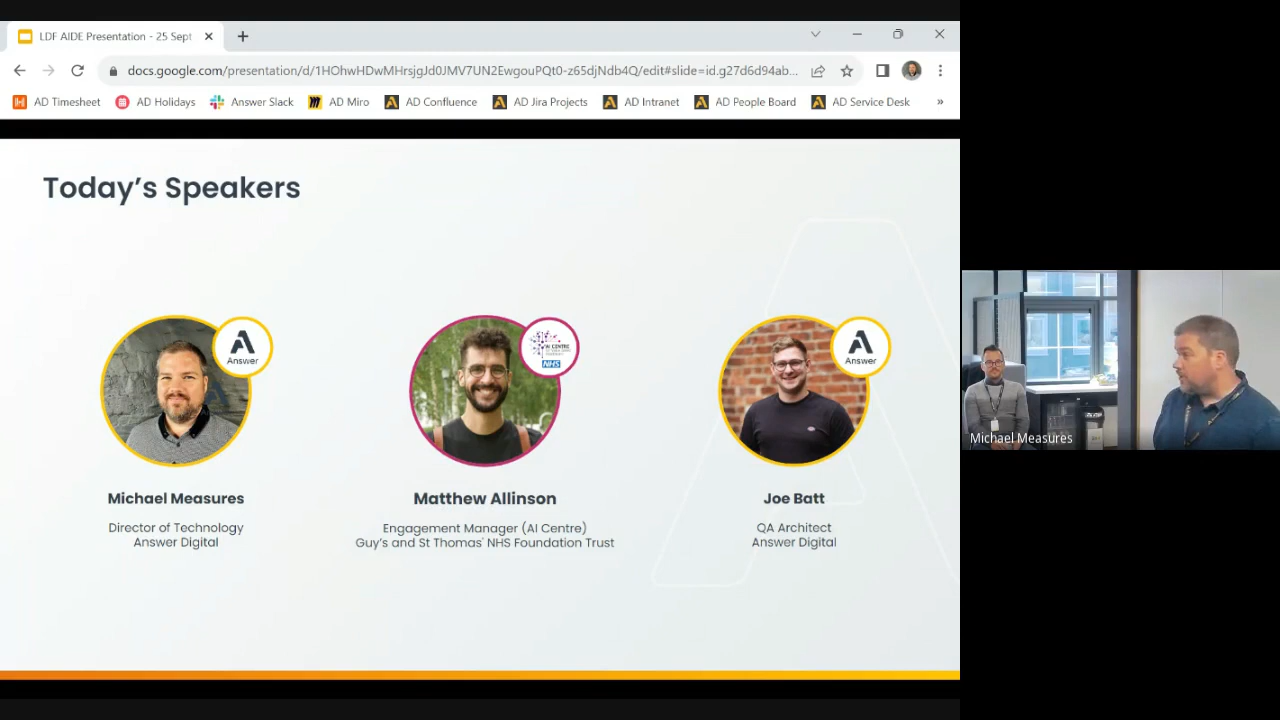 LDF AIDE Presentation - 25 Sept
docs.google.com/presentation/d/1HOhwHDwMHrsjgJd0JMV7UN2EwgouPQt0-z65djNdb4Q/edit#slide=id.g27d6d94ab...
AD Timesheet AD Holidays Answer Slack AD Miro AD Confluence AD Jira Projects AD Intranet AD People Board AD Service Desk »
Today's Speakers
Answer
AI CENTRE
NHS
Answer
Michael Measures
Director of Technology
Answer Digital
Matthew Allinson
Engagement Manager (AI Centre)
Guy's and St Thomas' NHS Foundation Trust
Joe Batt
QA Architect
Answer Digital
Michael Measures